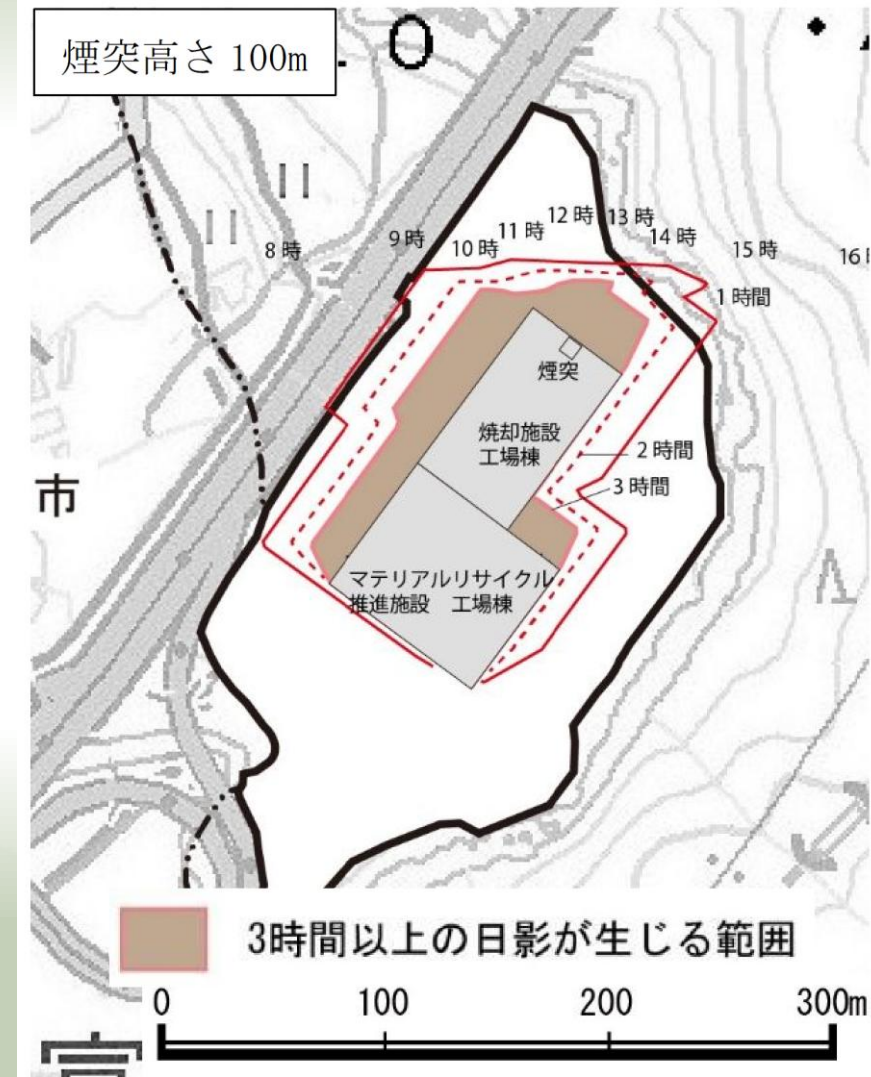 煙突高さ 100m
8時
9時
10時
11時
12時
13時
14時
15時
16
1時間
煙突
焼却施設
工場棟
2時間
3時間
市
マテリアルリサイクル
推進施設 工場棟
3時間以上の日影が生じる範囲
0
100
200
300m